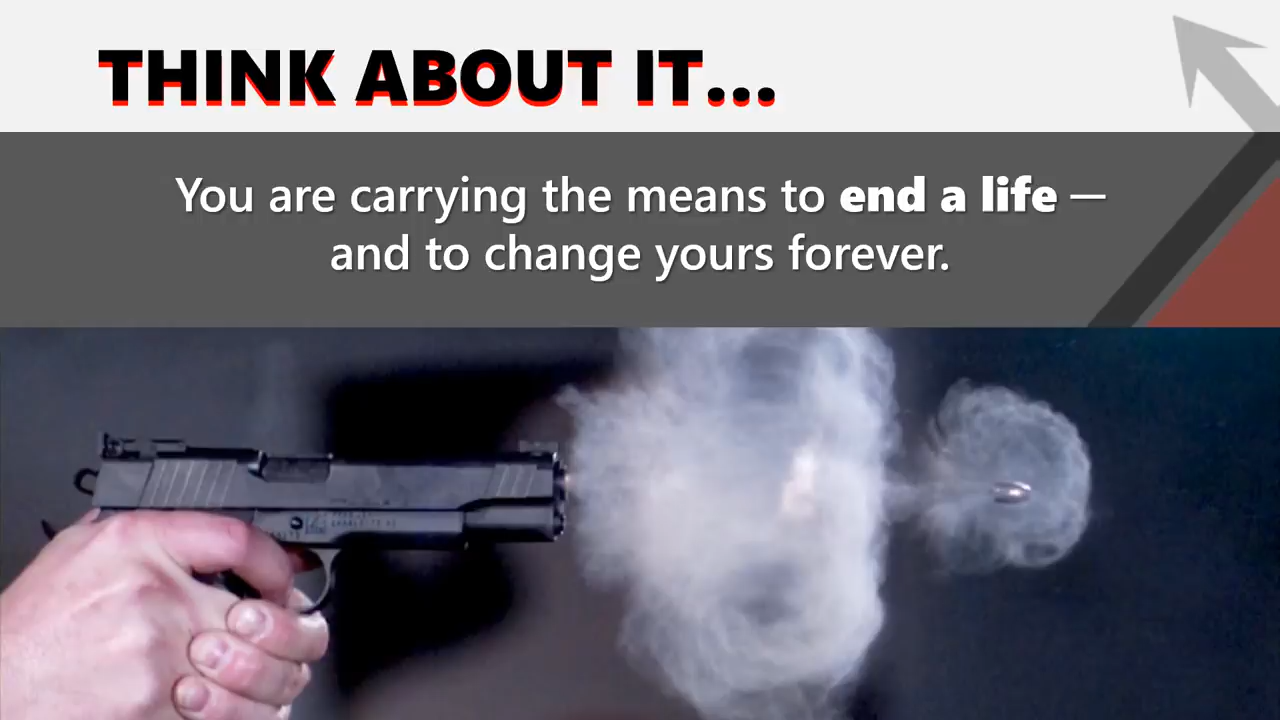 THINK ABOUT IT...
You are carrying the means to end a life —
and to change yours forever.